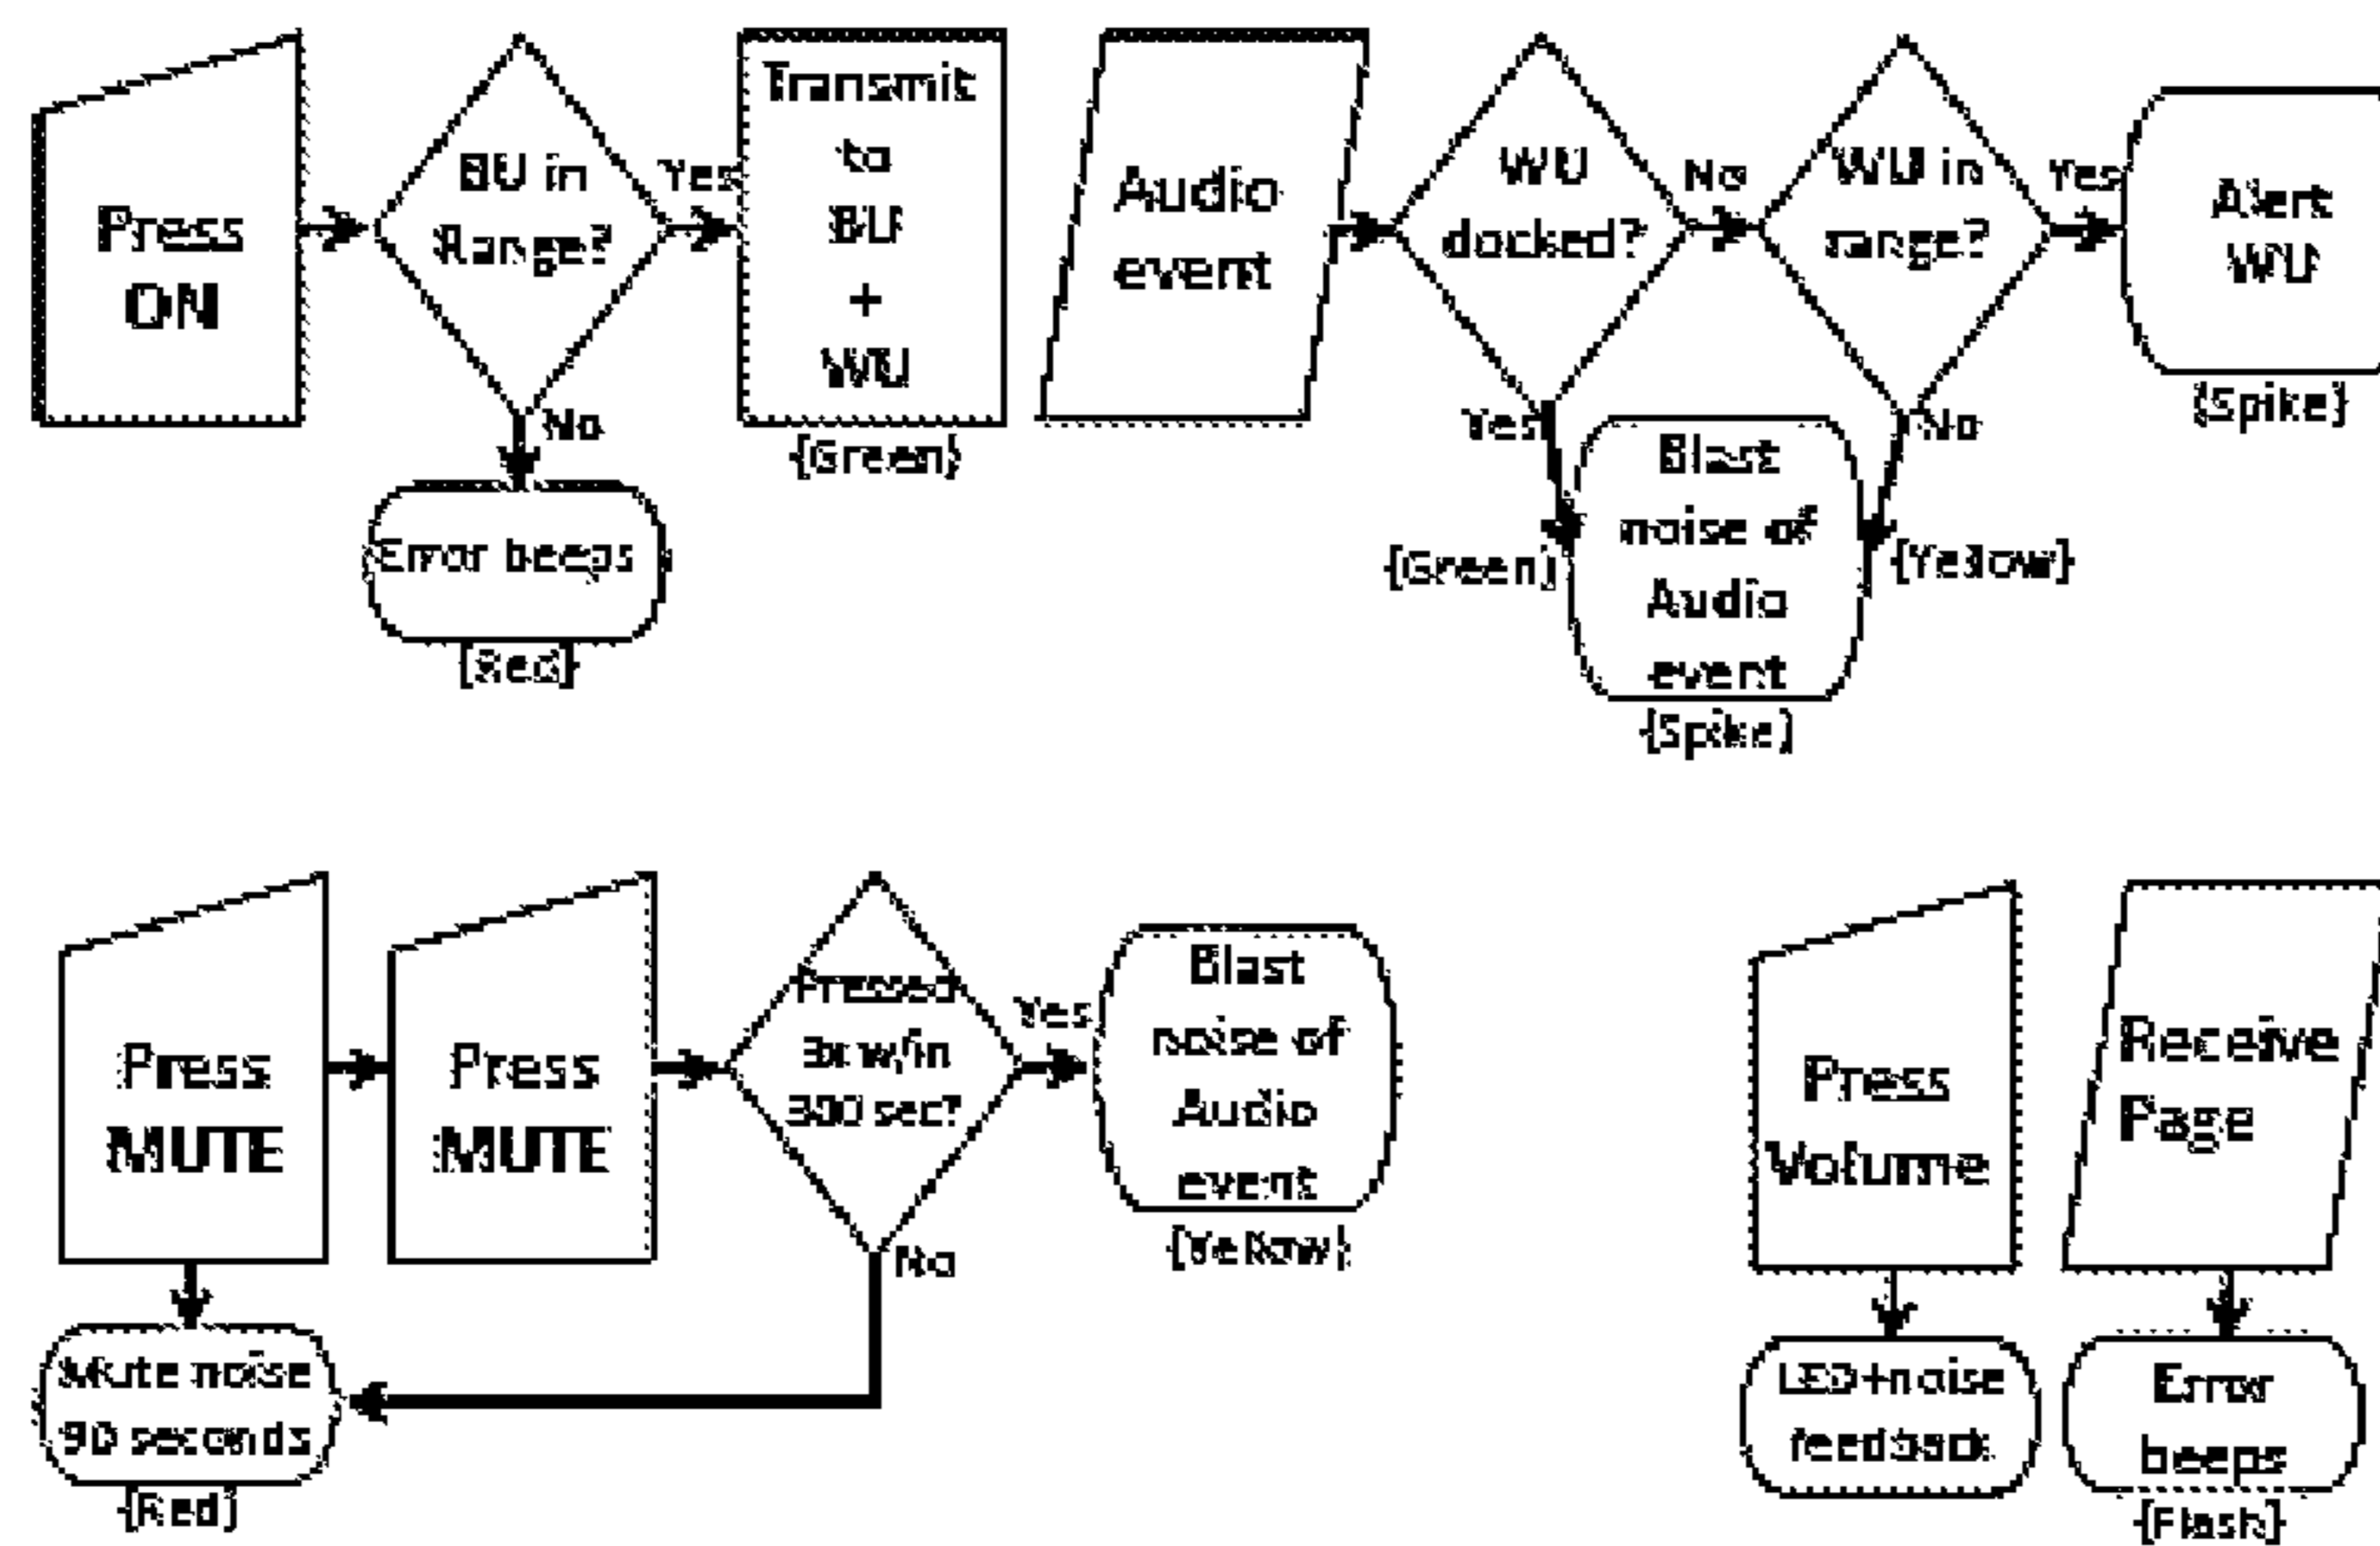 Press
ON
BU in
Range?
Yes
No
Error beeps
{Red}
Transmit
to
BU
+
WU
{Green}
Audio
event
WU
docked?
No
Yes
WU in
range?
Yes
No
Alert
WU
{Spike}
{Green}
Blast
noise of
Audio
event
{Yellow}
{Spike}
Press
MUTE
Press
MUTE
Pressed
300 sec?
Yes
No
Blast
noise of
Audio
event
{Yellow}
Mute noise
90 seconds
{Red}
Press
Volume
LED+noise
feedback
Receive
Page
Error
beeps
{Flash}